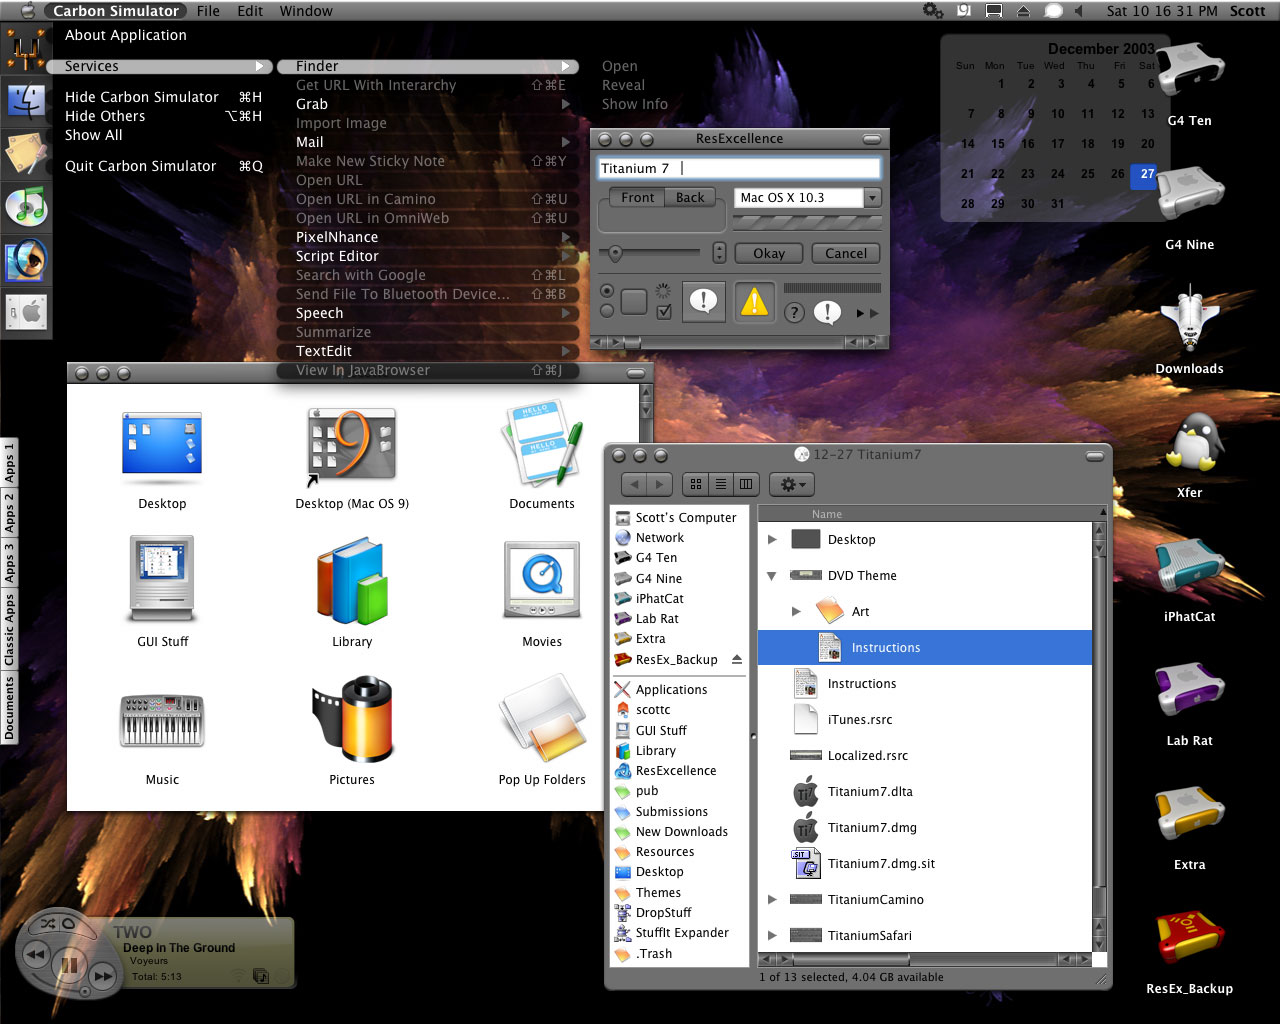 Carbon Simulator File Edit Window
Sat 10 16 31 PM Scott
About Application
Services
Hide Carbon Simulator ⌘H
Hide Others ⌥⌘H
Show All
Quit Carbon Simulator ⌘Q
Finder
Get URL With Interarchy ⇧⌘E
Grab
Import Image
Mail
Make New Sticky Note ⇧⌘Y
Open URL
Open URL in Camino ⇧⌘U
Open URL in OmniWeb ⇧⌘U
PixelNhance
Script Editor
Search with Google ⇧⌘L
Send File To Bluetooth Device... ⇧⌘B
Speech
Summarize
TextEdit
View In JavaBrowser ⇧⌘J
Open
Reveal
Show Info
ResExcellence
Titanium 7
Front Back
Mac OS X 10.3
Okay Cancel
December 2003
Sun Mon Tue Wed Thu Fri Sat
1 2 3 4 5 6
7 8 9 10 11 12 13
14 15 16 17 18 19 20
21 22 23 24 25 26 27
28 29 30 31
G4 Ten
G4 Nine
Downloads
Xfer
iPhatCat
Lab Rat
Extra
ResEx_Backup
Apps 1
Apps 2
Apps 3
Classic Apps
Documents
Desktop
Desktop (Mac OS 9)
HELLO
HELLO
Documents
GUI Stuff
Library
Movies
Music
Pictures
Pop Up Folders
12-27 Titanium7
Scott's Computer
Network
G4 Ten
G4 Nine
iPhatCat
Lab Rat
Extra
ResEx_Backup
Applications
scottc
GUI Stuff
Library
ResExcellence
pub
Submissions
New Downloads
Resources
Desktop
Themes
DropStuff
StuffIt Expander
.Trash
Name
Desktop
DVD Theme
Art
Instructions
Instructions
iTunes.rsrc
Localized.rsrc
Ti7
Titanium7.dlta
Ti7
Titanium7.dmg
.SIT
Titanium7.dmg.sit
TitaniumCamino
TitaniumSafari
1 of 13 selected, 4.04 GB available
TWO
Deep In The Ground
Voyeurs
Total: 5:13